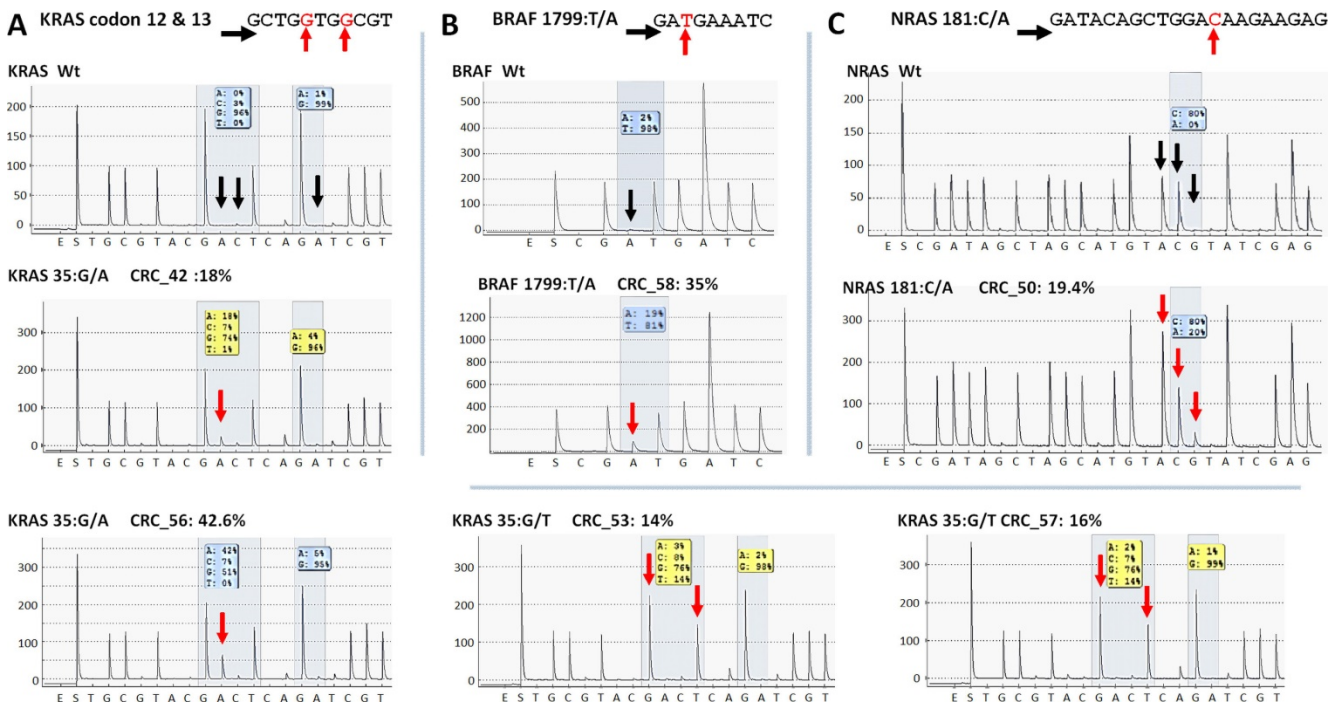 A KRAS codon 12 & 13 GCTGGTGGCGT
KRAS Wt
A: 0%
C: 3%
G: 96%
T: 0%
A: 1%
G: 99%
200
150
100
50
0
E S T G C G T A C G A C T C A G A T C G T
KRAS 35:G/A CRC_42 :18%
A: 18%
C: 7%
G: 74%
T: 1%
A: 4%
G: 96%
300
200
100
0
E S T G C G T A C G A C T C A G A T C G T
KRAS 35:G/A CRC_56: 42.6%
A: 42%
C: 7%
G: 51%
T: 0%
A: 5%
G: 95%
300
200
100
0
E S T G C G T A C G A C T C A G A T C G T
B BRAF 1799:T/A GATGAAATC
BRAF Wt
A: 2%
T: 98%
500
400
300
200
100
0
E S C G A T G A T C
BRAF 1799:T/A CRC_58: 35%
A: 19%
T: 81%
1200
1000
800
600
400
200
E S C G A T G A T C
C NRAS 181:C/A GATACAGCTGGACAAGAAGAG
NRAS Wt
C: 80%
A: 0%
200
150
100
50
0
E S C G A T A G C T A G C A T G T A C G T A T C G A G
NRAS 181:C/A CRC_50: 19.4%
C: 80%
A: 20%
300
200
100
0
E S C G A T A G C T A G C A T G T A C G T A T C G A G
KRAS 35:G/T CRC_53: 14%
A: 3%
C: 8%
G: 76%
T: 14%
A: 2%
G: 98%
300
200
100
0
E S T G C G T A C G A C T C A G A T C G T
KRAS 35:G/T CRC_57: 16%
A: 2%
C: 7%
G: 76%
T: 14%
A: 1%
G: 99%
300
200
100
0
E S T G C G T A C G A C T C A G A T C G T